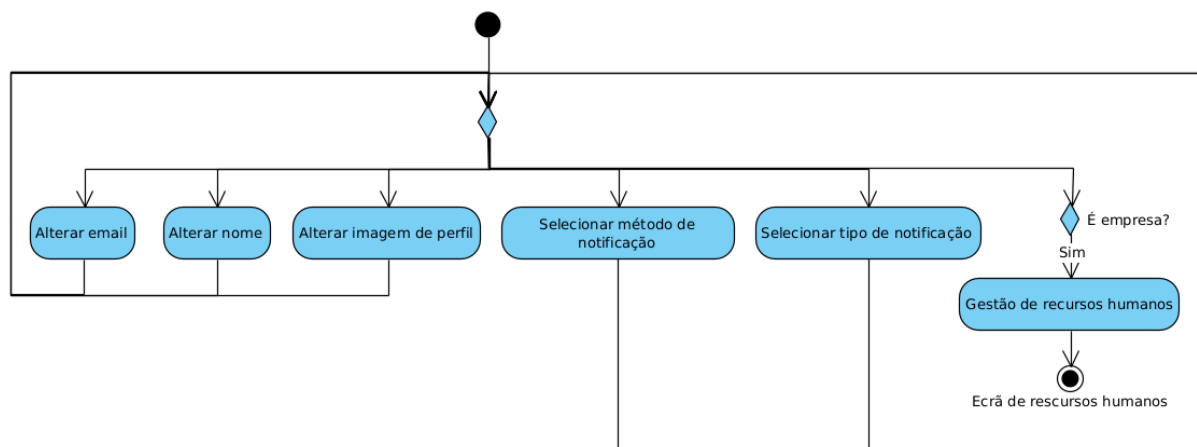 Alterar email
Alterar nome
Alterar imagem de perfil
Selecionar método de
notificação
Selecionar tipo de notificação
É empresa?
Sim
Gestão de recursos humanos
Ecrã de rescursos humanos